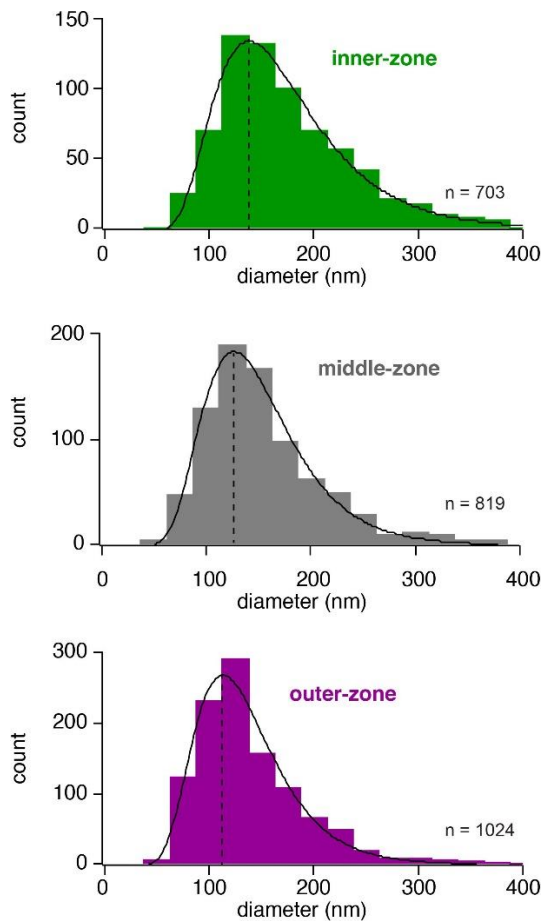 150
inner-zone
100
count
50
n = 703
0
0 100 200 300 400
diameter (nm)
200
middle-zone
count
100
n = 819
0
0 100 200 300 400
diameter (nm)
300
outer-zone
200
count
100
n = 1024
0
0 100 200 300 400
diameter (nm)